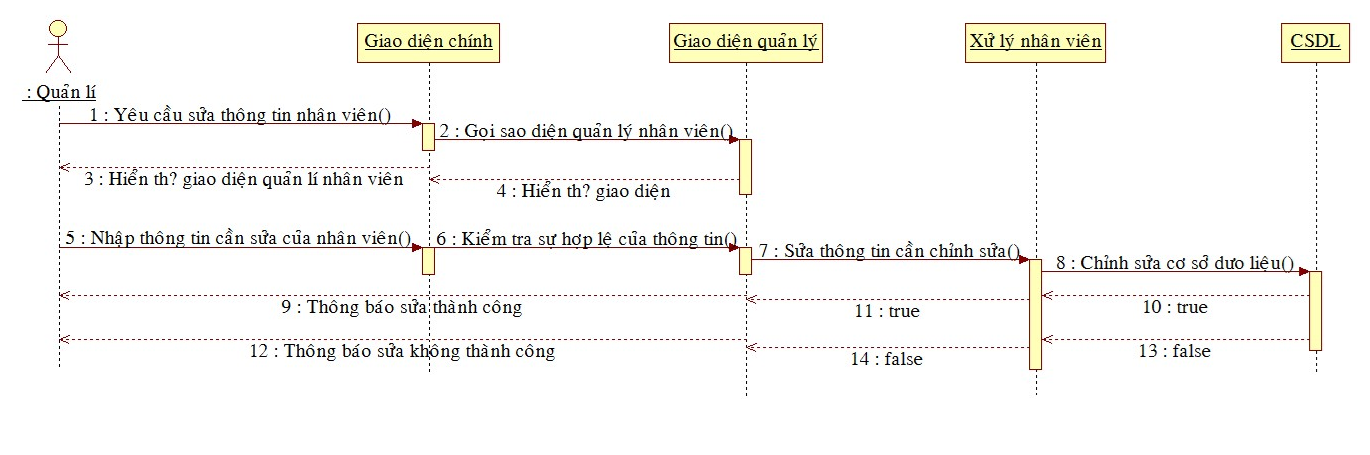 Giao diện chính
Giao diện quản lý
Xử lý nhân viên
CSDL
: Quản lí
1 : Yêu cầu sửa thông tin nhân viên()
2 : Gọi sao diện quản lý nhân viên()
3 : Hiển th? giao diện quản lí nhân viên
4 : Hiển th? giao diện
5 : Nhập thông tin cần sửa của nhân viên()
6 : Kiểm tra sự hợp lệ của thông tin()
7 : Sửa thông tin cần chỉnh sửa()
8 : Chỉnh sửa cơ sở dưo liệu()
9 : Thông báo sửa thành công
11 : true
10 : true
12 : Thông báo sửa không thành công
14 : false
13 : false